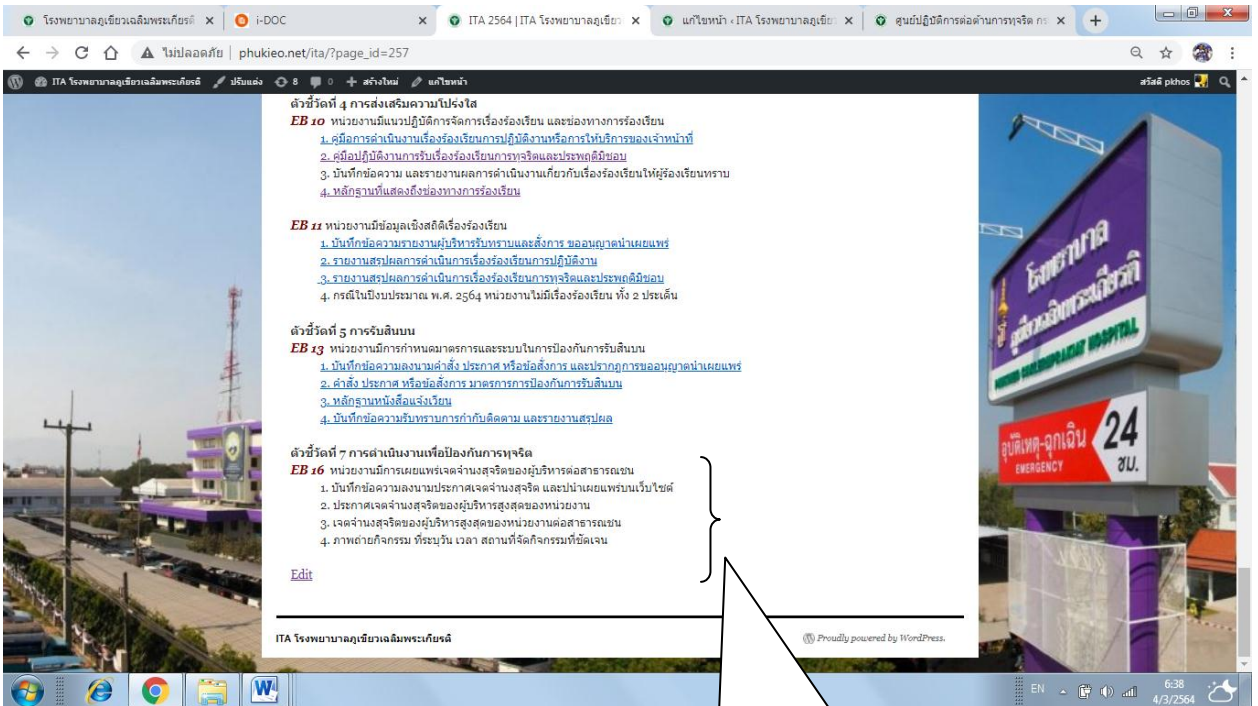 โรงพยาบาลภูเขียวเฉลิมพระเกียรติ
i-DOC
ITA 2564 | ITA โรงพยาบาลภูเขียว
แก้ไขหน้า ‹ ITA โรงพยาบาลภูเขีย
ศูนย์ปฏิบัติการต่อต้านการทุจริต กร
ไม่ปลอดภัย | phukieo.net/ita/?page_id=257
ITA โรงพยาบาลภูเขียวเฉลิมพระเกียรติ ปรับแต่ง 8 0 สร้างใหม่ แก้ไขหน้า สวัสดี pkhos
ตัวชี้วัดที่ 4 การส่งเสริมความโปร่งใส
EB 10 หน่วยงานมีแนวปฏิบัติการจัดการเรื่องร้องเรียน และช่องทางการร้องเรียน
1. คู่มือการดำเนินงานเรื่องร้องเรียนการปฏิบัติงานหรือการให้บริการของเจ้าหน้าที่
2. คู่มือปฏิบัติงานการรับเรื่องร้องเรียนการทุจริตและประพฤติมิชอบ
3. บันทึกข้อความ และรายงานผลการดำเนินงานเกี่ยวกับเรื่องร้องเรียนให้ผู้ร้องเรียนทราบ
4. หลักฐานที่แสดงถึงช่องทางการร้องเรียน
EB 11 หน่วยงานมีข้อมูลเชิงสถิติเรื่องร้องเรียน
1. บันทึกข้อความรายงานผู้บริหารรับทราบและสั่งการ ขออนุญาตนำเผยแพร่
2. รายงานสรุปผลการดำเนินการเรื่องร้องเรียนการปฏิบัติงาน
3. รายงานสรุปผลการดำเนินการเรื่องร้องเรียนการทุจริตและประพฤติมิชอบ
4. กรณีในปีงบประมาณ พ.ศ. 2564 หน่วยงานไม่มีเรื่องร้องเรียน ทั้ง 2 ประเด็น
ตัวชี้วัดที่ 5 การรับสินบน
EB 13 หน่วยงานมีการกำหนดมาตรการและระบบในการป้องกันการรับสินบน
1. บันทึกข้อความลงนามคำสั่ง ประกาศ หรือข้อสั่งการ และปรากฏการขออนุญาตนำเผยแพร่
2. คำสั่ง ประกาศ หรือข้อสั่งการ มาตรการการป้องกันการรับสินบน
3. หลักฐานหนังสือแจ้งเวียน
4. บันทึกข้อความรับทราบการกำกับติดตาม และรายงานสรุปผล
ตัวชี้วัดที่ 7 การดำเนินงานเพื่อป้องกันการทุจริต
EB 16 หน่วยงานมีการเผยแพร่เจตจำนงสุจริตของผู้บริหารต่อสาธารณชน
1. บันทึกข้อความลงนามประกาศเจตจำนงสุจริต และปนำเผยแพร่บนเว็บไซต์
2. ประกาศเจตจำนงสุจริตของผู้บริหารสูงสุดของหน่วยงาน
3. เจตจำนงสุจริตของผู้บริหารสูงสุดของหน่วยงานต่อสาธารณชน
4. ภาพถ่ายกิจกรรม ที่ระบุวัน เวลา สถานที่จัดกิจกรรมที่ชัดเจน
Edit
ITA โรงพยาบาลภูเขียวเฉลิมพระเกียรติ
Proudly powered by WordPress.
โรงพยาบาล
ภูเขียวเฉลิมพระเกียรติ
PHUKHIEO CHALERMPRAKIAT HOSPITAL
อุบัติเหตุ-ฉุกเฉิน
EMERGENCY
24
ชม.
EN
6:38
4/3/2564